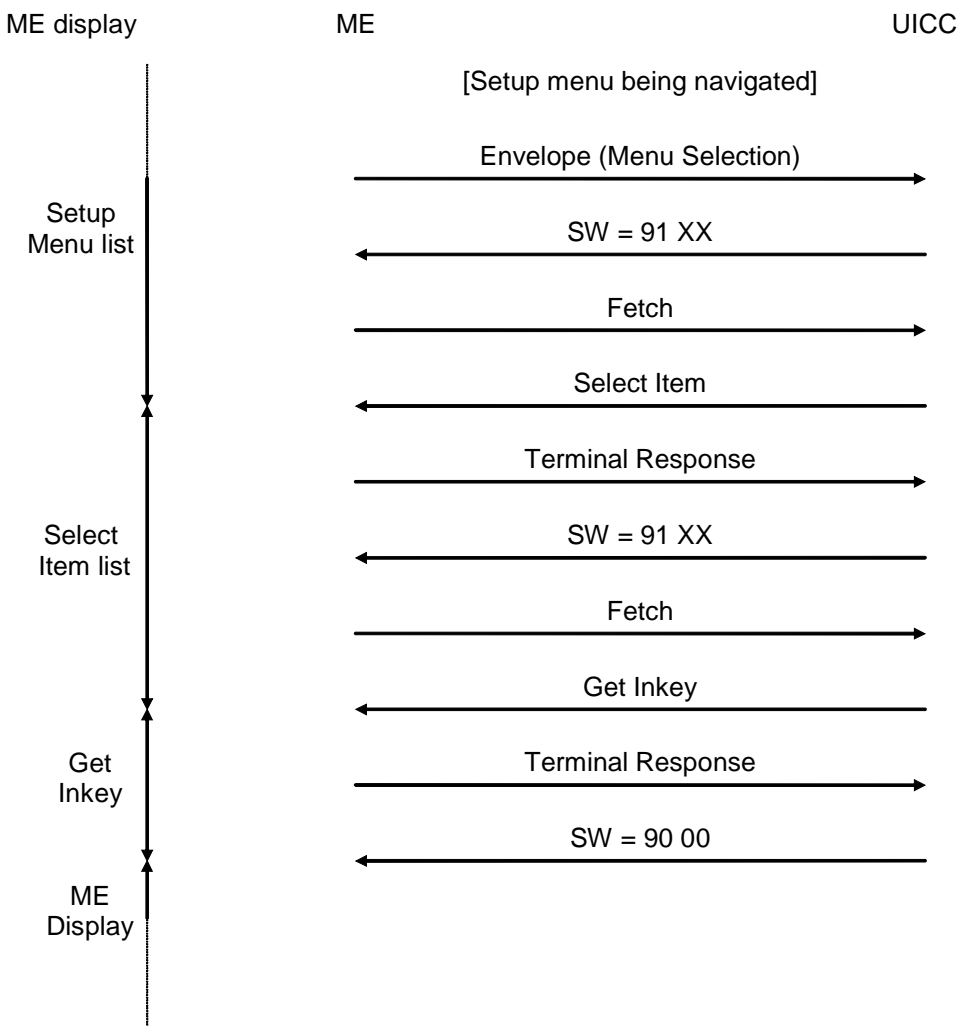 ME display
ME
UICC
[Setup menu being navigated]
Envelope (Menu Selection)
Setup
Menu list
SW = 91 XX
Fetch
Select Item
Terminal Response
Select
Item list
SW = 91 XX
Fetch
Get Inkey
Get
Inkey
Terminal Response
SW = 90 00
ME
Display